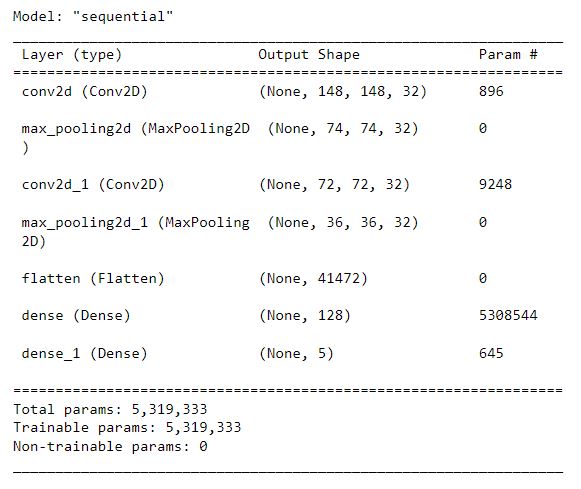 Model: "sequential"
Layer (type) Output Shape Param #
conv2d (Conv2D) (None, 148, 148, 32) 896
max_pooling2d (MaxPooling2D (None, 74, 74, 32) 0
)
conv2d_1 (Conv2D) (None, 72, 72, 32) 9248
max_pooling2d_1 (MaxPooling (None, 36, 36, 32) 0
2D)
flatten (Flatten) (None, 41472) 0
dense (Dense) (None, 128) 5308544
dense_1 (Dense) (None, 5) 645
Total params: 5,319,333
Trainable params: 5,319,333
Non-trainable params: 0